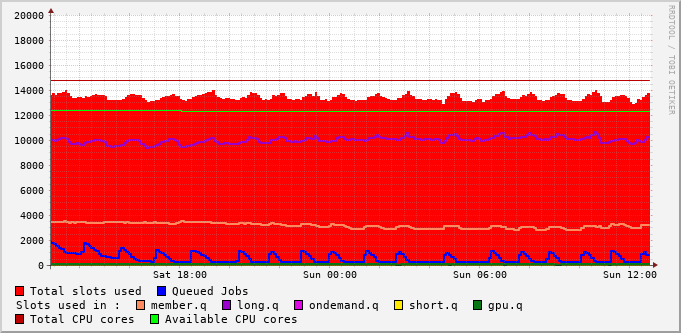 RRDTOOL / TOBI OETIKER
20000
18000
16000
14000
12000
10000
8000
6000
4000
2000
0
Sat 18:00 Sun 00:00 Sun 06:00 Sun 12:00
Total slots used Queued Jobs
Slots used in : member.q long.q ondemand.q short.q gpu.q
Total CPU cores Available CPU cores